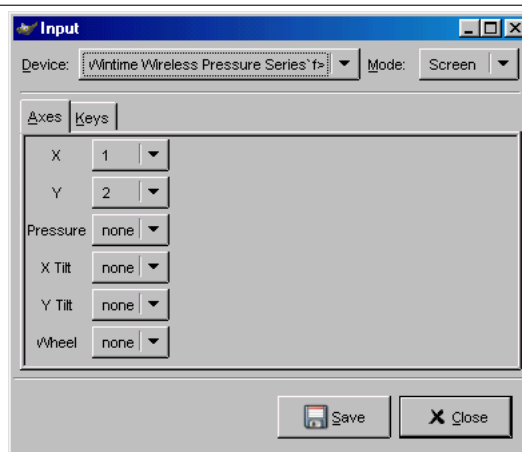 Input
Device: Wintime Wireless Pressure Series`f> Mode: Screen
Axes Keys
X 1
Y 2
Pressure none
X Tilt none
Y Tilt none
Wheel none
Save Close